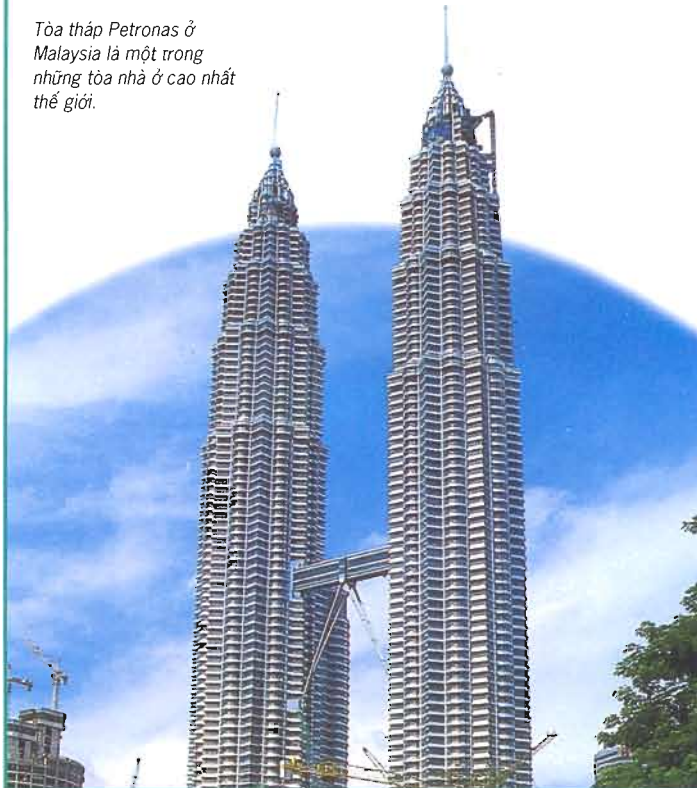 Tòa tháp Petronas ở
Malaysia là một trong
những tòa nhà ở cao nhất
thế giới.